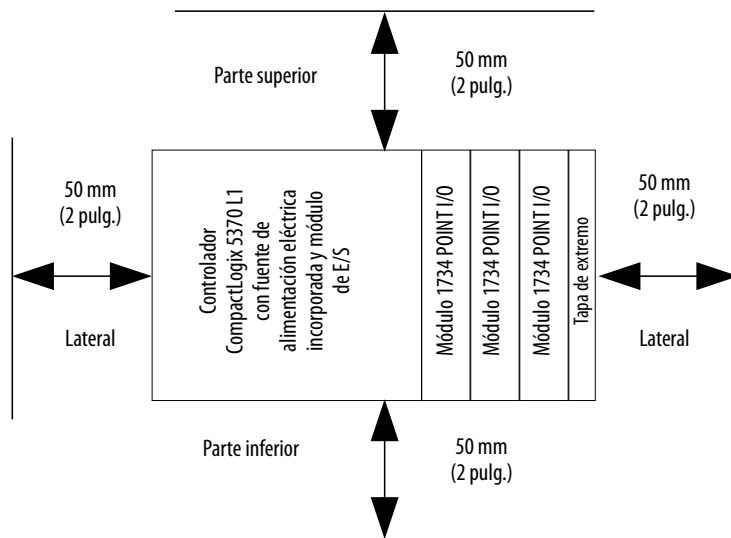 Parte superior
50 mm
(2 pulg.)
50 mm
(2 pulg.)
Lateral
Controlador
CompactLogix 5370 L1
con fuente de
alimentación eléctrica
incorporada y módulo
de E/S
Módulo 1734 POINT I/O
Módulo 1734 POINT I/O
Módulo 1734 POINT I/O
Tapa de extremo
50 mm
(2 pulg.)
Lateral
Parte inferior
50 mm
(2 pulg.)